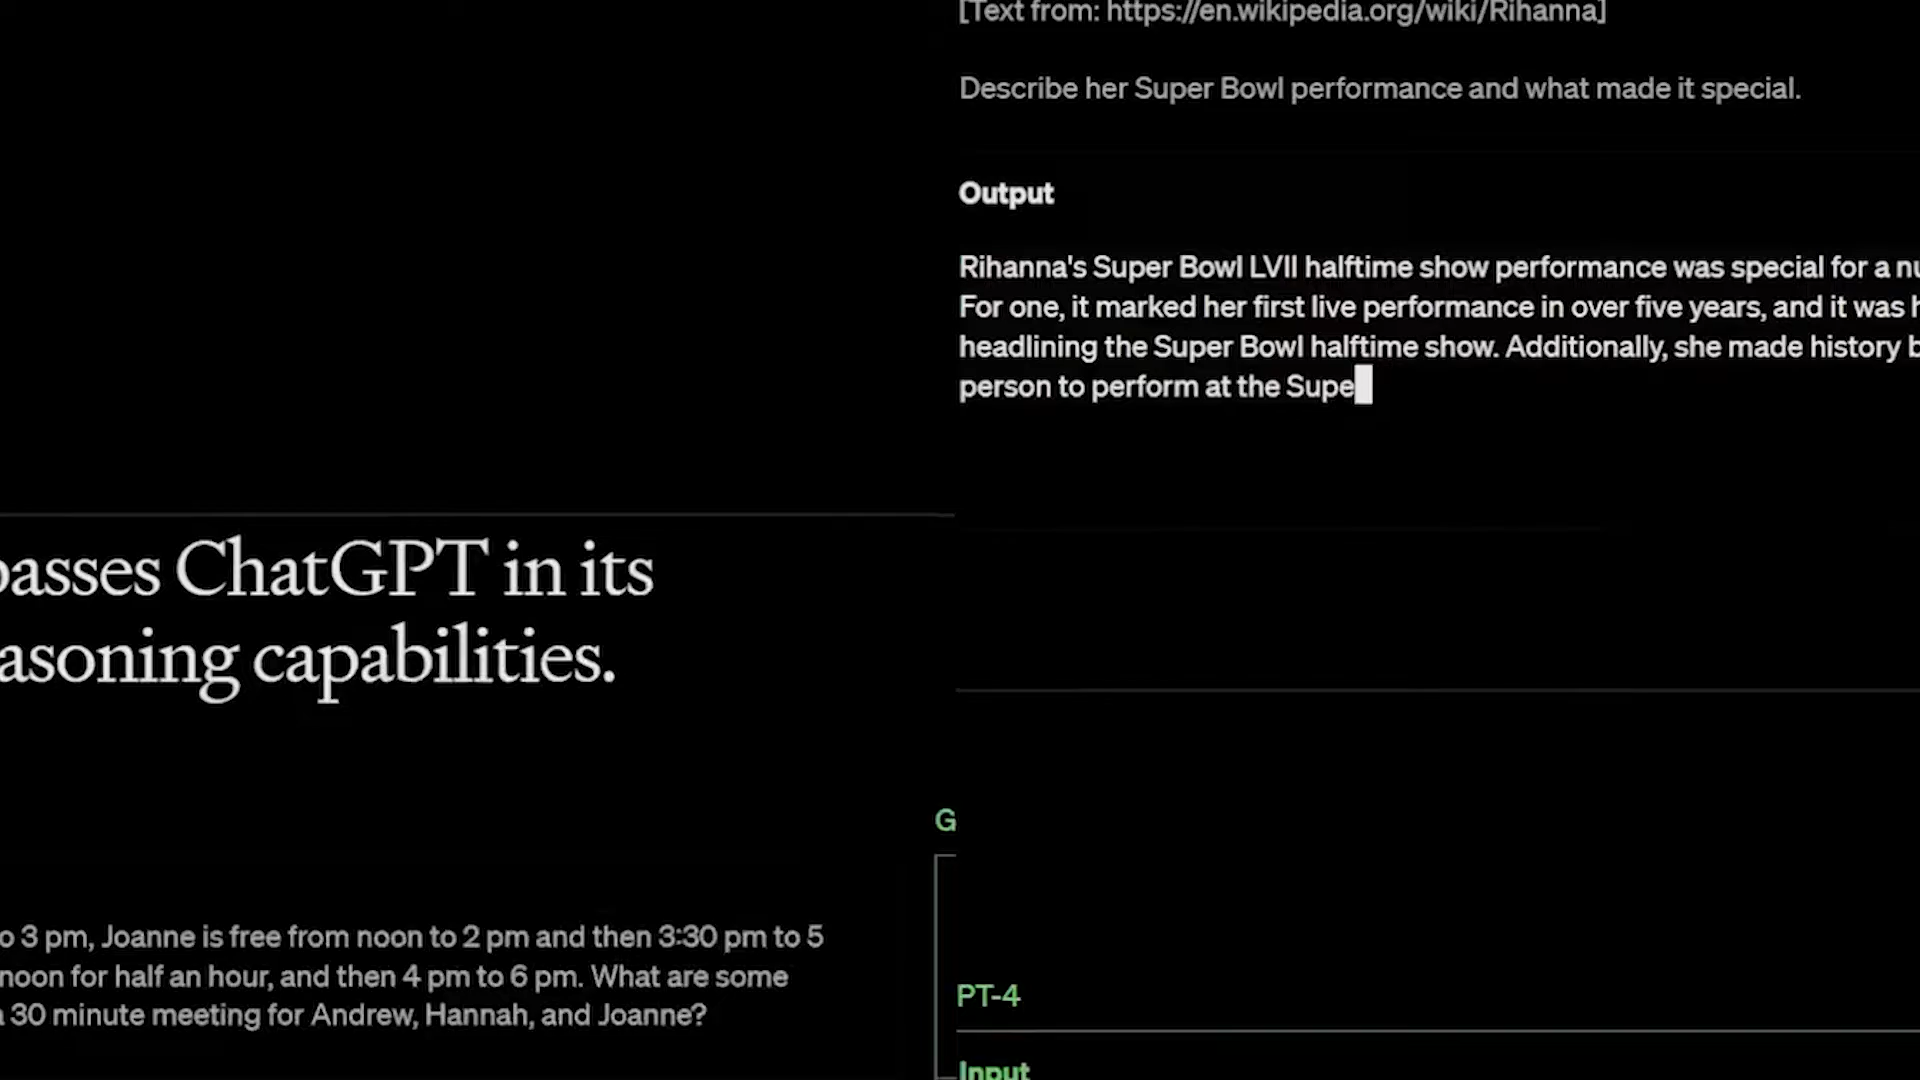 [Text from: https://en.wikipedia.org/wiki/Rihanna]
Describe her Super Bowl performance and what made it special.
Output
Rihanna's Super Bowl LVII halftime show performance was special for a
For one, it marked her first live performance in over five years, and it was
headlining the Super Bowl halftime show. Additionally, she made history
person to perform at the Supe
passes ChatGPT in its
asoning capabilities.
o 3 pm, Joanne is free from noon to 2 pm and then 3:30 pm to 5
noon for half an hour, and then 4 pm to 6 pm. What are some
a 30 minute meeting for Andrew, Hannah, and Joanne?
G
PT-4
Input